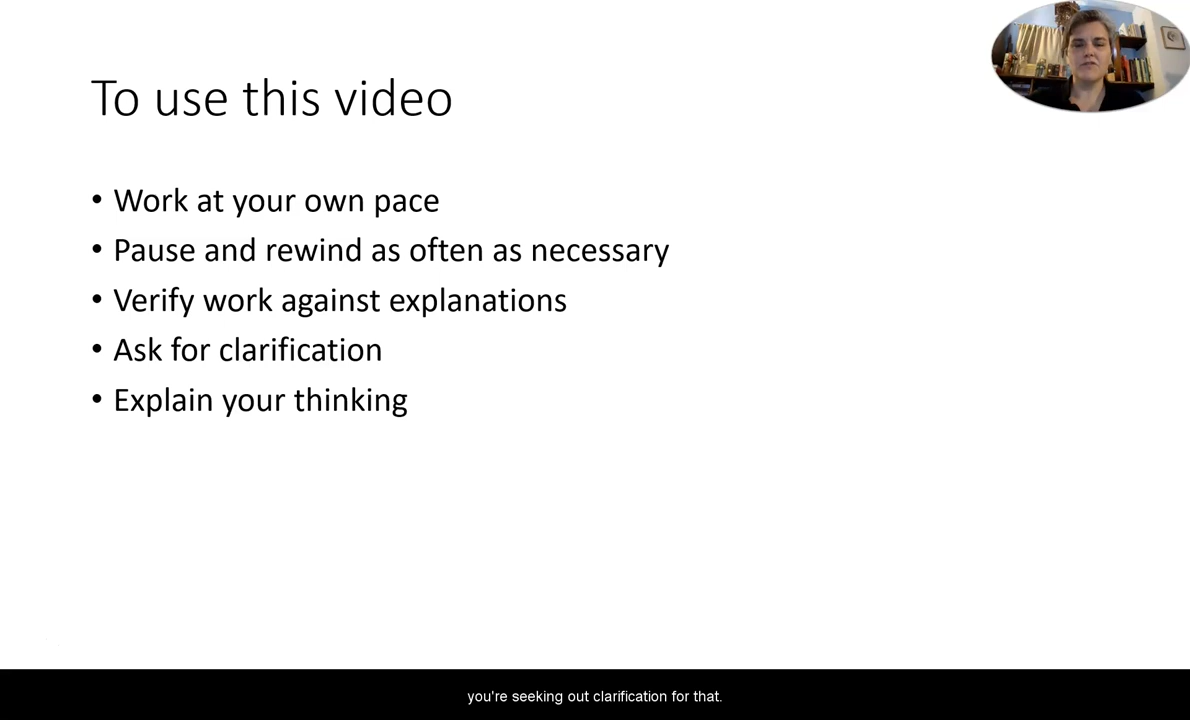 To use this video
• Work at your own pace
• Pause and rewind as often as necessary
• Verify work against explanations
• Ask for clarification
• Explain your thinking
you're seeking out clarification for that.